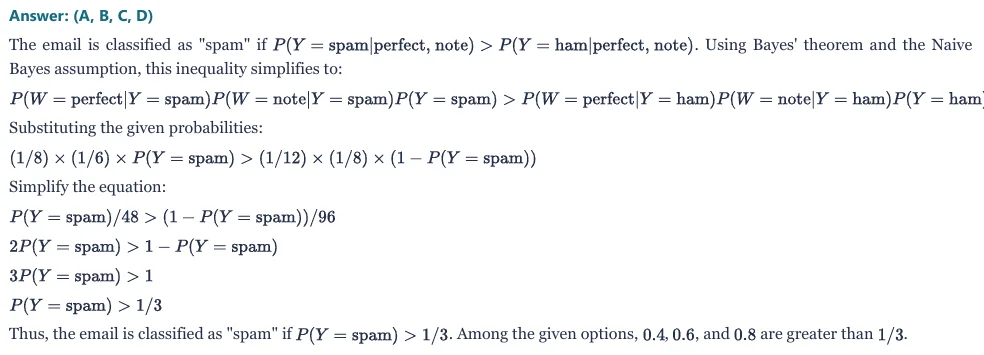 Answer: (A, B, C, D)
The email is classified as "spam" if P(Y = spam|perfect, note) > P(Y = ham|perfect, note). Using Bayes' theorem and the Naive
Bayes assumption, this inequality simplifies to:
P(W = perfect|Y = spam)P(W = note|Y = spam)P(Y = spam) > P(W = perfect|Y = ham)P(W = note|Y = ham)P(Y = ham)
Substituting the given probabilities:
(1/8) × (1/6) × P(Y = spam) > (1/12) × (1/8) × (1 − P(Y = spam))
Simplify the equation:
P(Y = spam)/48 > (1 − P(Y = spam))/96
2P(Y = spam) > 1 − P(Y = spam)
3P(Y = spam) > 1
P(Y = spam) > 1/3
Thus, the email is classified as "spam" if P(Y = spam) > 1/3. Among the given options, 0.4, 0.6, and 0.8 are greater than 1/3.